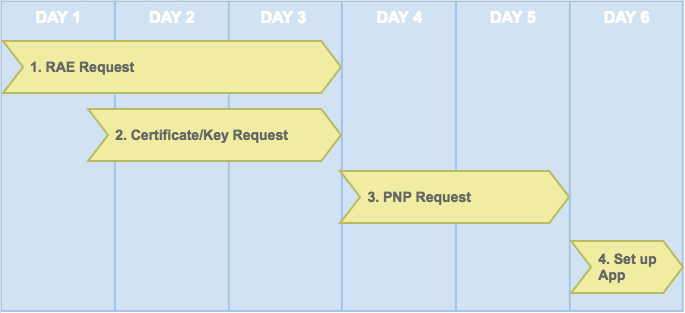 DAY 1 DAY 2 DAY 3 DAY 4 DAY 5 DAY 6
1. RAE Request
2. Certificate/Key Request
3. PNP Request
4. Set up
App